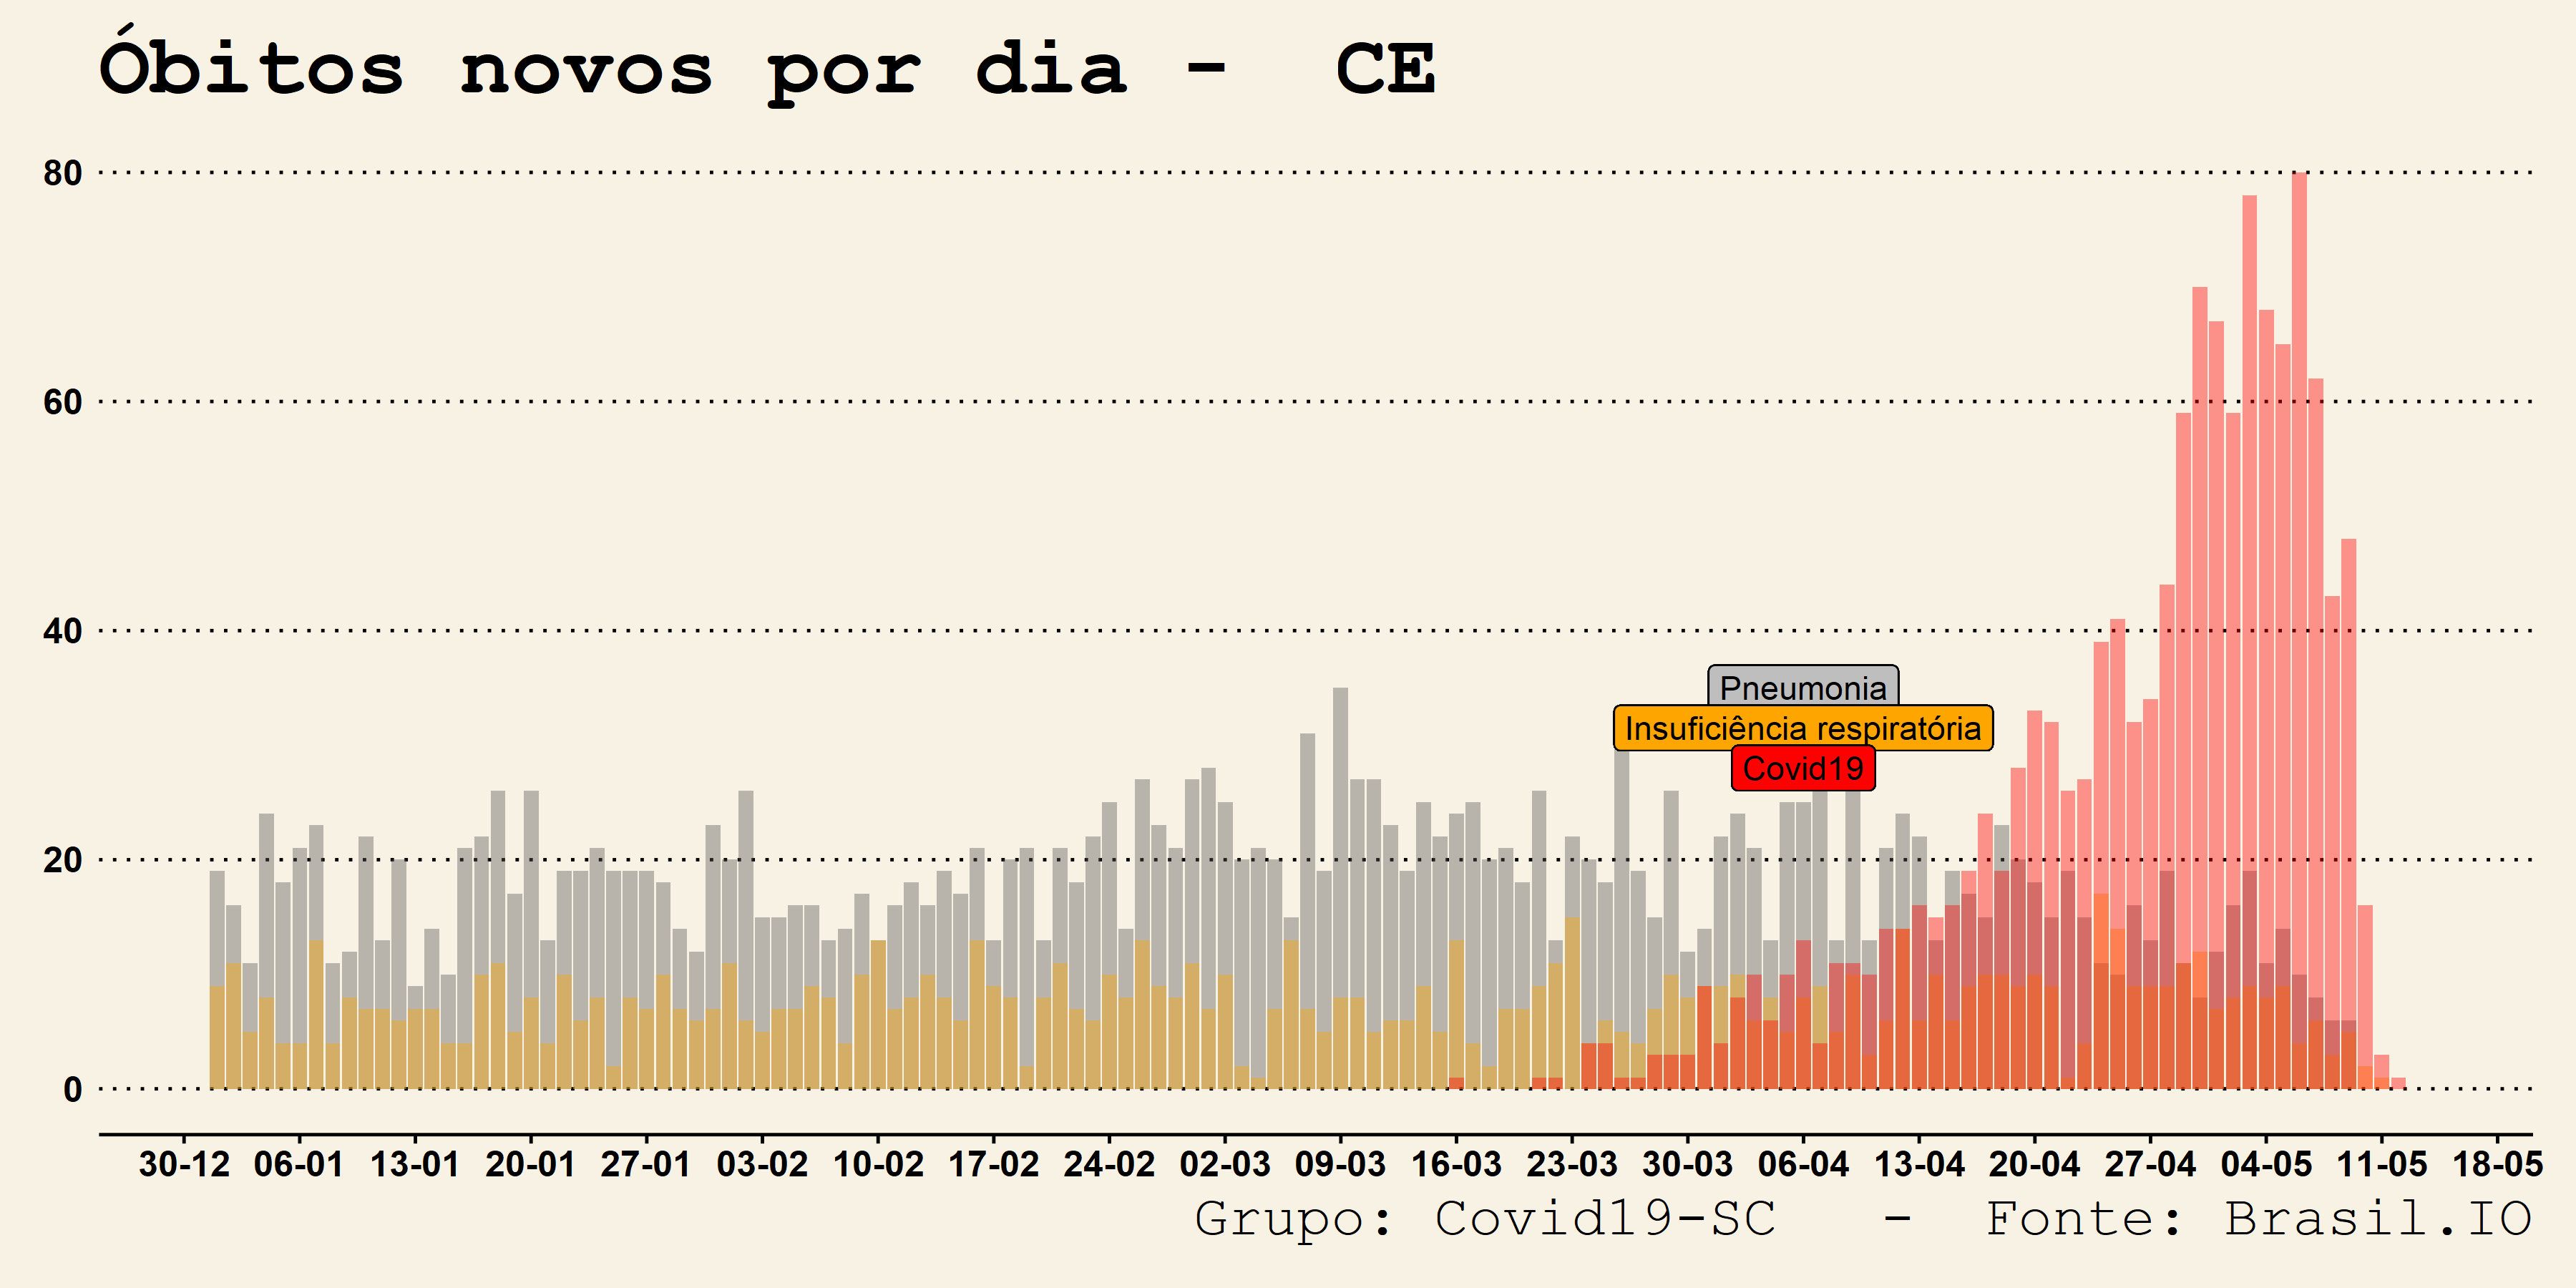 Óbitos novos por dia -  CE
80
60
40
20
0
Pneumonia
Insuficiência respiratória
Covid19
30-12 06-01 13-01 20-01 27-01 03-02 10-02 17-02 24-02 02-03 09-03 16-03 23-03 30-03 06-04 13-04 20-04 27-04 04-05 11-05 18-05
Grupo: Covid19-SC  -  Fonte: Brasil.IO